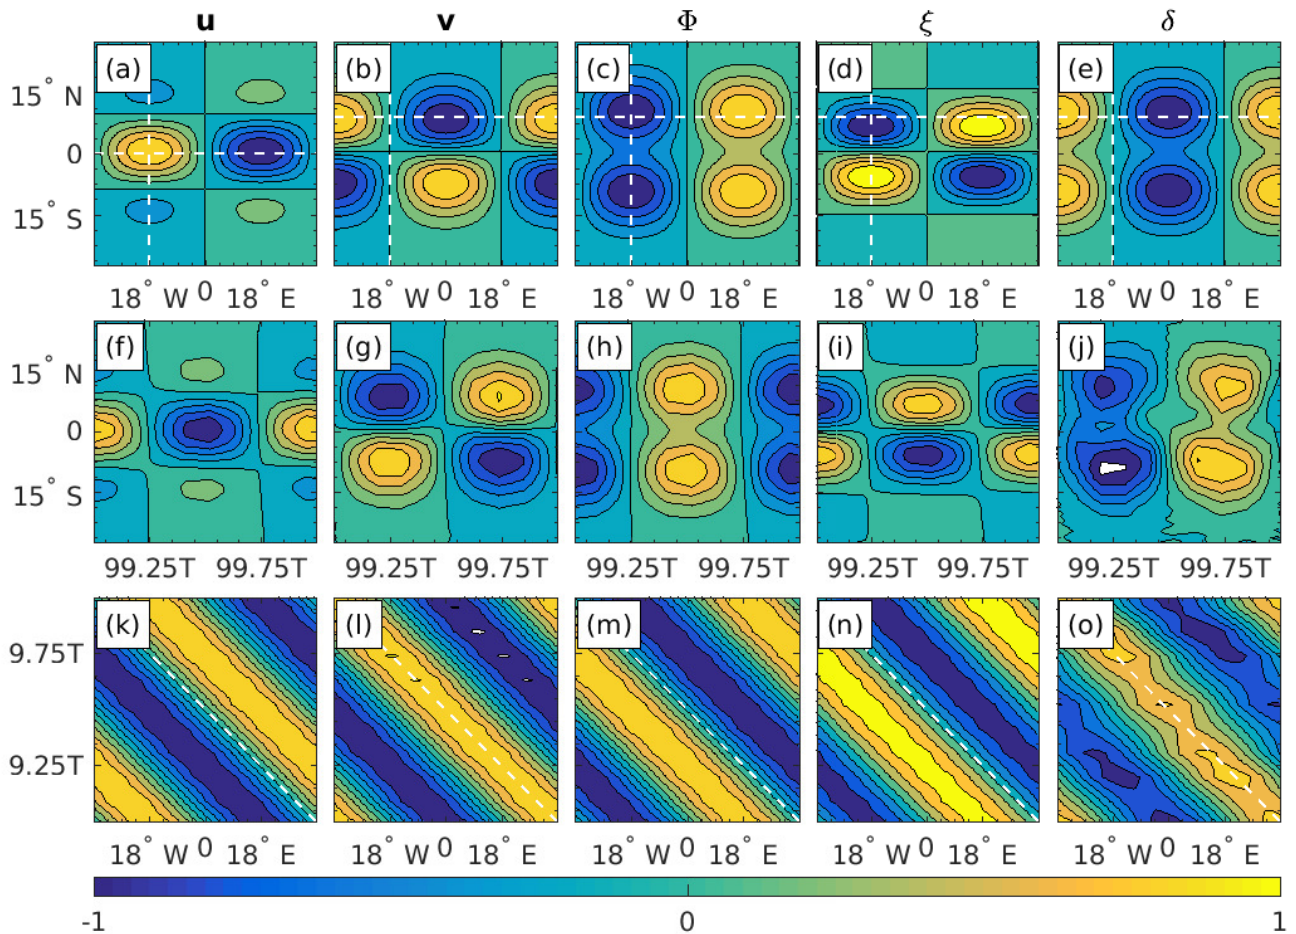 u v Φ ξ δ
(a) (b) (c) (d) (e)
15° N
0
15° S
18° W 0 18° E 18° W 0 18° E 18° W 0 18° E 18° W 0 18° E 18° W 0 18° E
(f) (g) (h) (i) (j)
15° N
0
15° S
99.25T 99.75T 99.25T 99.75T 99.25T 99.75T 99.25T 99.75T 99.25T 99.75T
(k) (l) (m) (n) (o)
9.75T
9.25T
18° W 0 18° E 18° W 0 18° E 18° W 0 18° E 18° W 0 18° E 18° W 0 18° E
-1 0 1